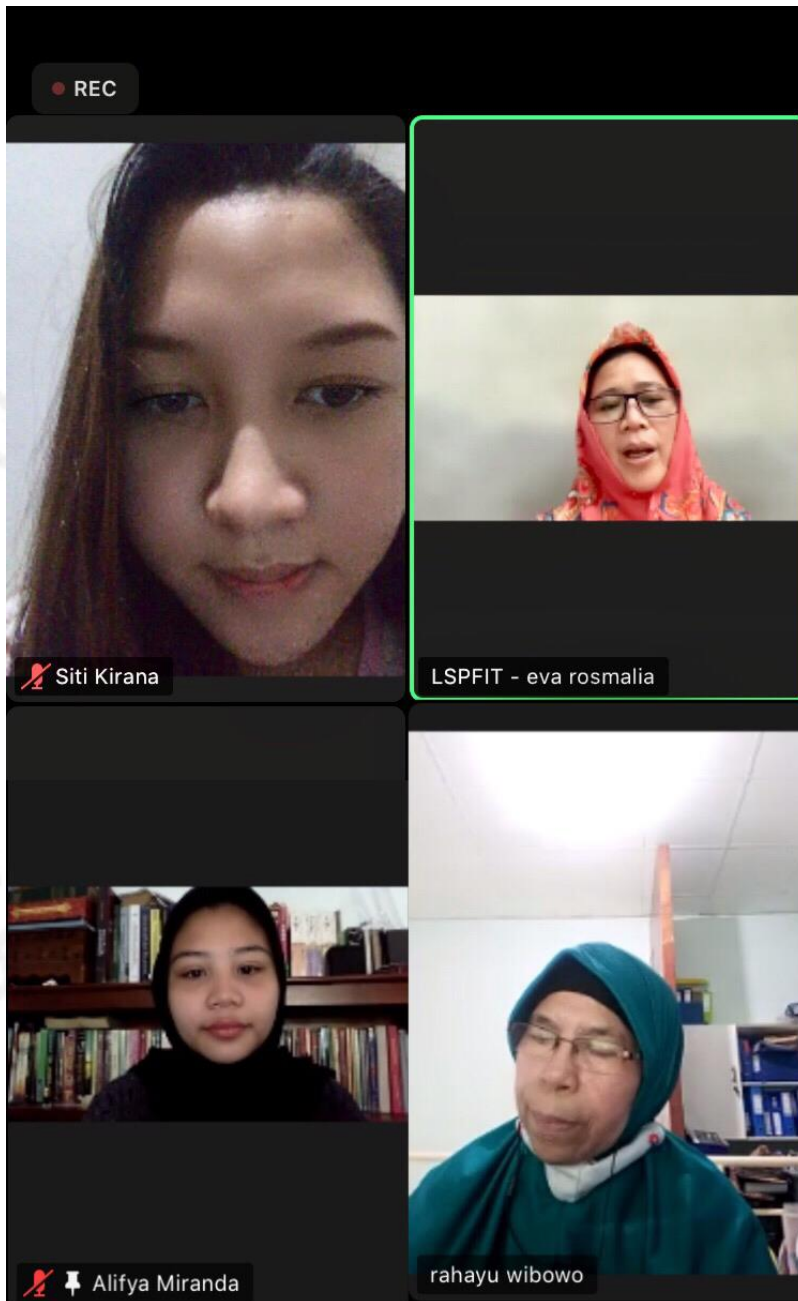 REC
Siti Kirana
LSPFIT - eva rosmalia
Alifya Miranda
rahayu wibowo